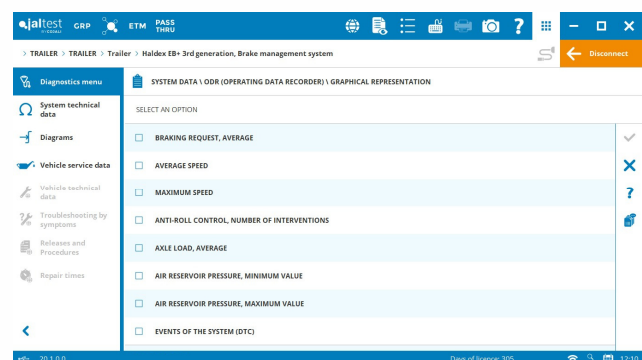 jaltest GRP ETM PASS THRU
BY COJALI
> TRAILER > TRAILER > Trailer > Haldex EB+ 3rd generation, Brake management system
Disconnect
Diagnostics menu
SYSTEM DATA \ ODR (OPERATING DATA RECORDER) \ GRAPHICAL REPRESENTATION
System technical data
SELECT AN OPTION
Diagrams
Vehicle service data
Vehicle technical data
Troubleshooting by symptoms
Releases and Procedures
Repair times
BRAKING REQUEST, AVERAGE
AVERAGE SPEED
MAXIMUM SPEED
ANTI-ROLL CONTROL, NUMBER OF INTERVENTIONS
AXLE LOAD, AVERAGE
AIR RESERVOIR PRESSURE, MINIMUM VALUE
AIR RESERVOIR PRESSURE, MAXIMUM VALUE
EVENTS OF THE SYSTEM (DTC)
20.1.0.0
Days of licence: 305
12:10